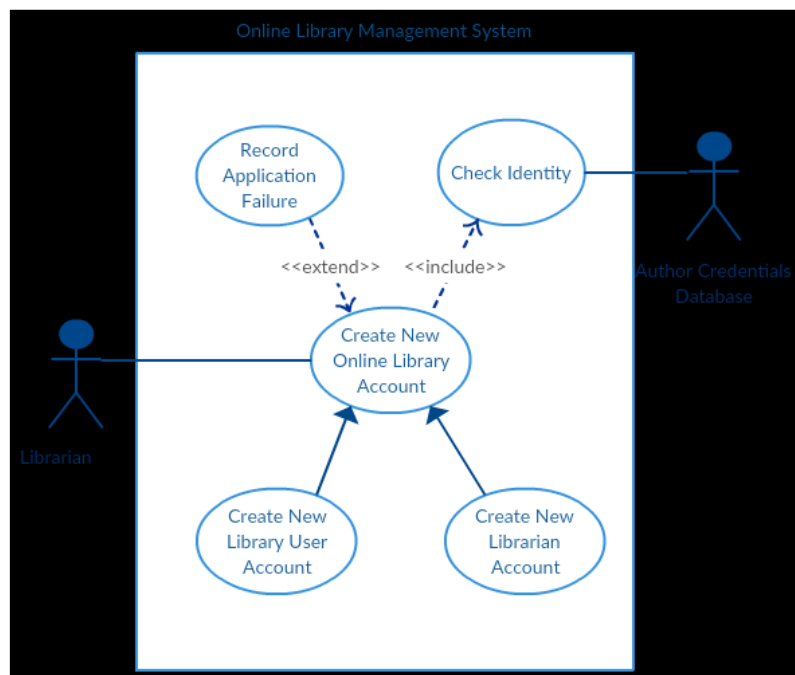 Online Library Management System
Record
Application
Failure
Check Identity
<<extend>>
<<include>>
Author Credentials
Database
Create New
Online Library
Account
Librarian
Create New
Library User
Account
Create New
Librarian
Account